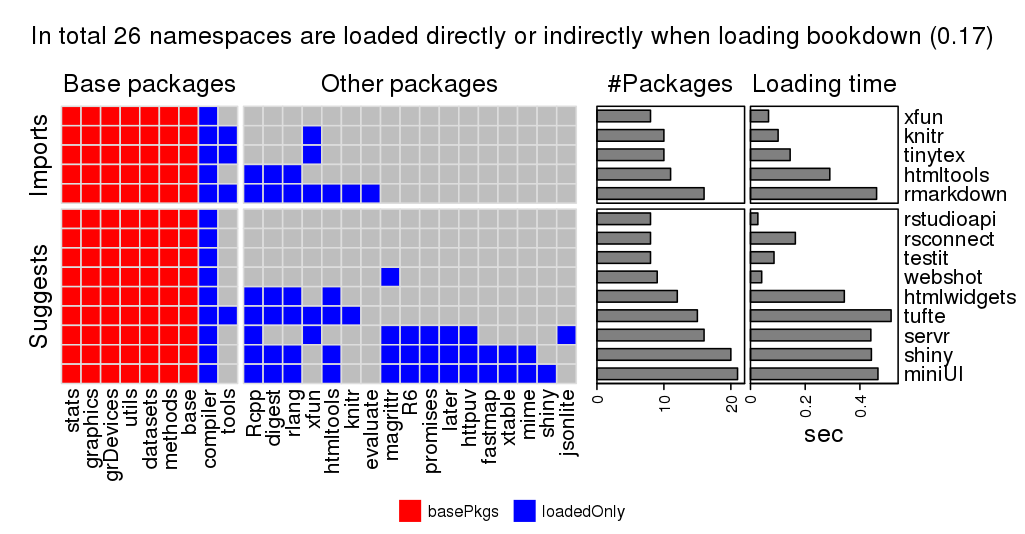 In total 26 namespaces are loaded directly or indirectly when loading bookdown (0.17)
Base packages
Other packages
#Packages
Loading time
Imports
Suggests
xfun
knitr
tinytex
htmltools
rmarkdown
rstudioapi
rsconnect
testit
webshot
htmlwidgets
tufte
servr
shiny
miniUI
stats
graphics
grDevices
utils
datasets
methods
base
compiler
tools
Rcpp
digest
rlang
xfun
htmltools
knitr
evaluate
magrittr
R6
promises
later
httpuv
fastmap
xtable
mime
shiny
jsonlite
0
10
20
0
0.2
0.4
sec
basePkgs
loadedOnly